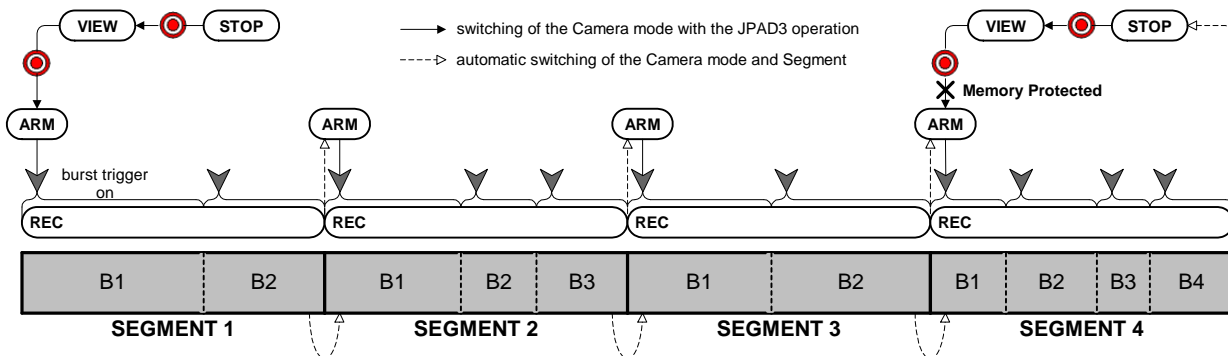 VIEW
STOP
switching of the Camera mode with the JPAD3 operation
automatic switching of the Camera mode and Segment
VIEW
STOP
Memory Protected
ARM
ARM
ARM
ARM
burst trigger
on
REC
REC
REC
REC
B1
B2
B1
B2
B3
B1
B2
B1
B2
B3
B4
SEGMENT 1
SEGMENT 2
SEGMENT 3
SEGMENT 4